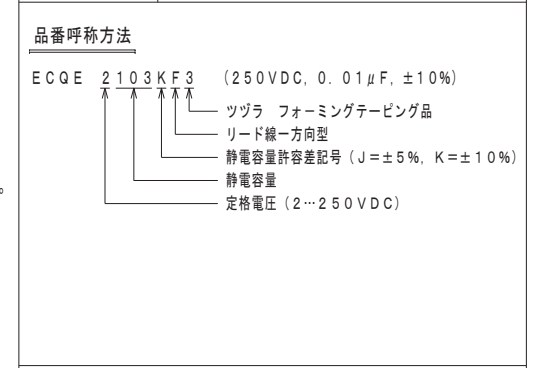 品番呼称方法
ECQE 2103KF3 (250VDC, 0.01μF, ±10%)
ツヅラ フォーミングテーピング品
リード線一方向型
静電容量許容差記号(J=±5%, K=±10%)
静電容量
定格電圧(2…250VDC)
。